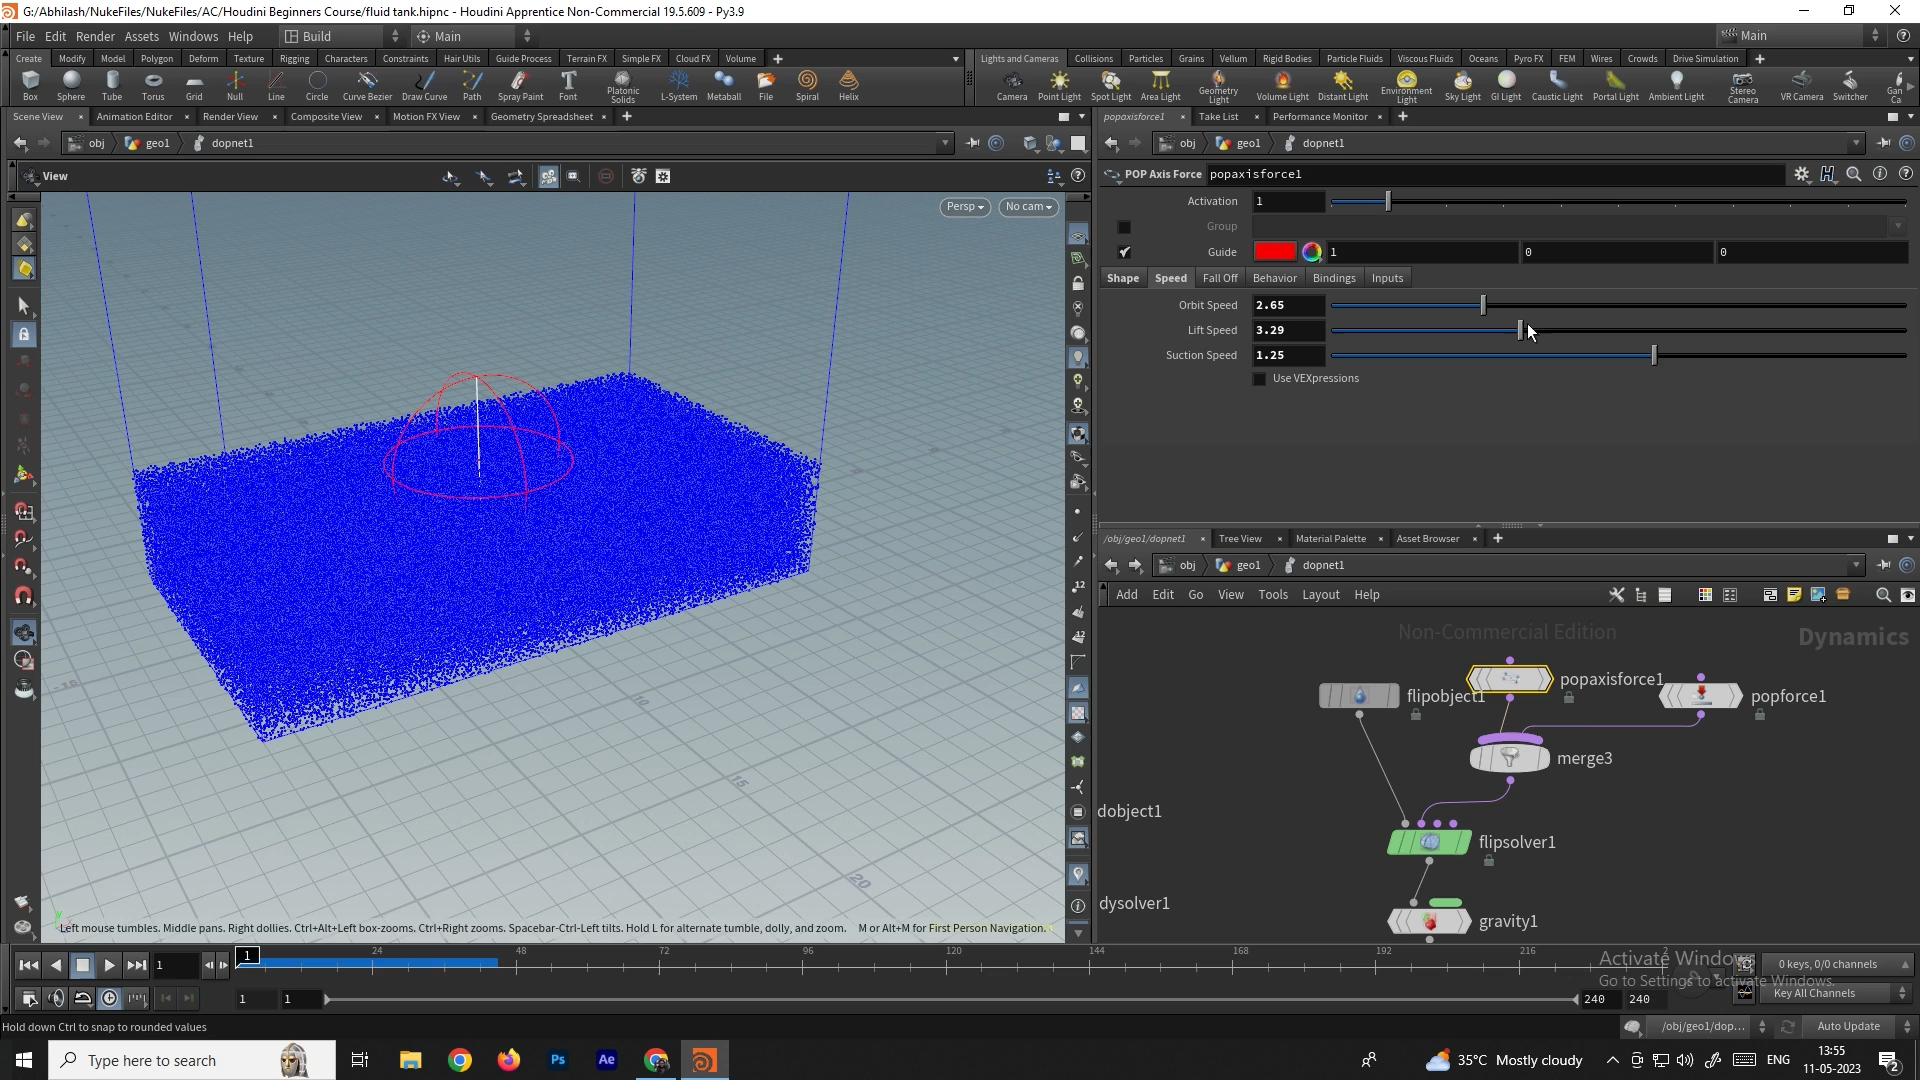 G:/Abhilash/NukeFiles/NukeFiles/AC/Houdini Beginners Course/fluid tank.hipnc - Houdini Apprentice Non-Commercial 19.5.609 - Py3.9
File Edit Render Assets Windows Help Build Main Main
Create Modify Model Polygon Deform Texture Rigging Characters Constraints Hair Utils Guide Process Terrain FX Simple FX Cloud FX Volume
Lights and Cameras Collisions Particles Grains Vellum Rigid Bodies Particle Fluids Viscous Fluids Oceans Pyro FX FEM Wires Crowds Drive Simulation
Box Sphere Tube Torus Grid Null Line Circle Curve Bezier Draw Curve Path Spray Paint Font Platonic Solids L-System Metaball File Spiral Helix
Camera Point Light Spot Light Area Light Geometry Light Volume Light Distant Light Environment Light Sky Light GI Light Caustic Light Portal Light Ambient Light Stereo Camera VR Camera Switcher Gan Ca
Scene View Animation Editor Render View Composite View Motion FX View Geometry Spreadsheet
popaxisforce1 Take List Performance Monitor
obj geo1 dopnet1
obj geo1 dopnet1
View
Persp No cam
POP Axis Force popaxisforce1
Activation 1
Group
Guide 1 0 0
Shape Speed Fall Off Behavior Bindings Inputs
Orbit Speed 2.65
Lift Speed 3.29
Suction Speed 1.25
Use VEXpressions
/obj/geo1/dopnet1 Tree View Material Palette Asset Browser
obj geo1 dopnet1
Add Edit Go View Tools Layout Help
Non-Commercial Edition Dynamics
popaxisforce1
flipobject1
popforce1
merge3
dobject1
flipsolver1
dysolver1
gravity1
12
12
10
15
20
Left mouse tumbles. Middle pans. Right dollies. Ctrl+Alt+Left box-zooms. Ctrl+Right zooms. Spacebar-Ctrl-Left tilts. Hold L for alternate tumble, dolly, and zoom. M or Alt+M for First Person Navigation.
1 1 24 48 72 96 120 144 168 192 216 2
Activate Windows
Go to Settings to activate Windows.
0 keys, 0/0 channels
Key All Channels
1 1 240 240
Hold down Ctrl to snap to rounded values
/obj/geo1/dop... Auto Update
Type here to search
Ps Ae
35°C Mostly cloudy
ENG
13:55
11-05-2023
2